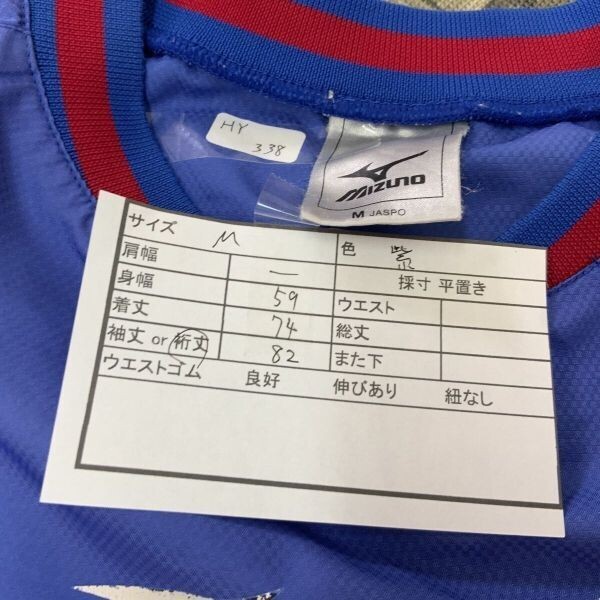 HY
338
MIZUNO
M JASPO
サイズ M 色 紫
肩幅 — 採寸 平置き
身幅 59 ウエスト
着丈 74 総丈
袖丈 or 裄丈 82 また下
ウエストゴム 良好 伸びあり 紐なし